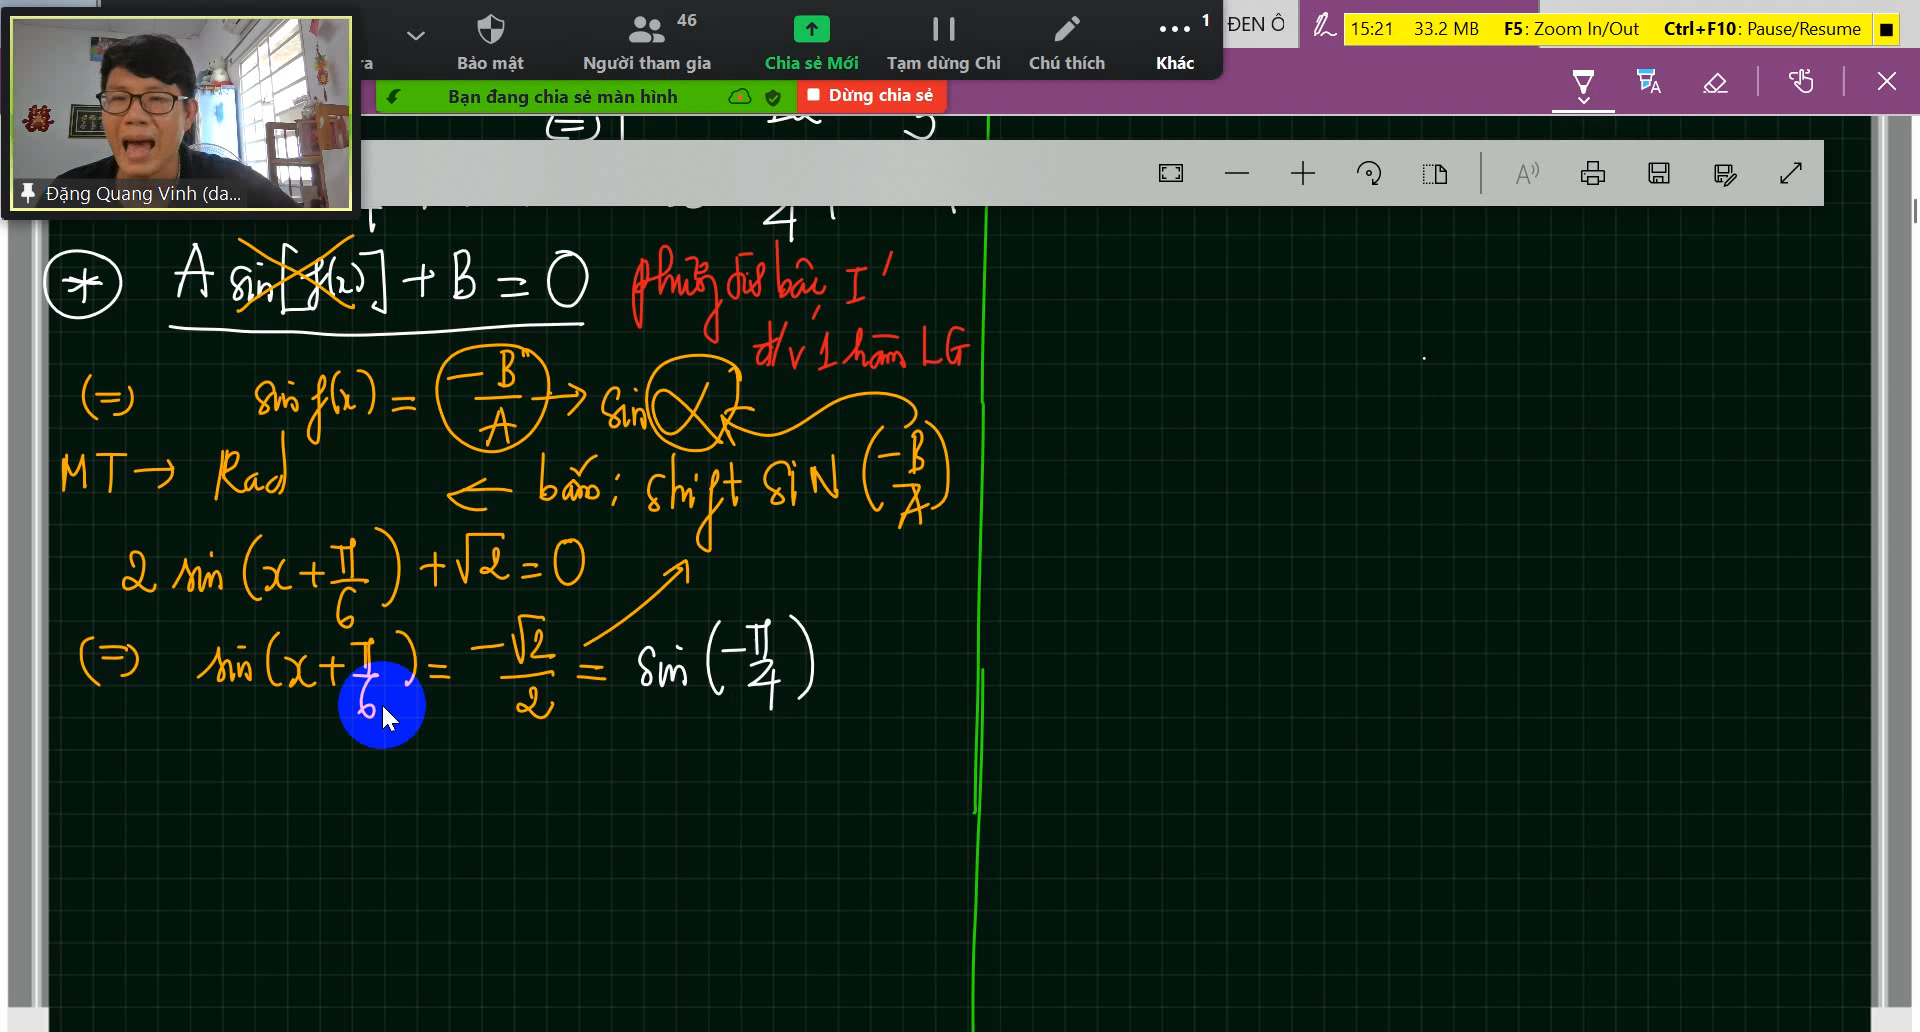 ra
Bảo mật
46
Người tham gia
Chia sẻ Mới
Tạm dừng Chi
Chú thích
1
Khác
ĐEN Ô
15:21 33.2 MB F5: Zoom In/Out Ctrl+F10: Pause/Resume
Bạn đang chia sẻ màn hình
Dừng chia sẻ
Đặng Quang Vinh (da...
(=)
4
* A sin[f(x)] + B = 0
bậc I'
đ/v 1 hàm LG
(=) sin f(x) = -B/A → sin α
MT → Rad ← bấm: shift SIN (-B/A)
2 sin (x + π/6) + √2 = 0
(=) sin (x + π/6) = -√2/2 = sin (-π/4)